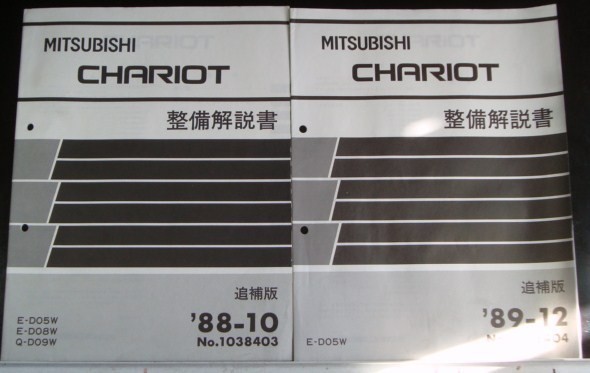 MITSUBISHI
CHARIOT
整備解説書
追補版
E-D05W
E-D08W
Q-D09W
'88-10
No.1038403
MITSUBISHI
CHARIOT
整備解説書
追補版
'89-12
E-D05W